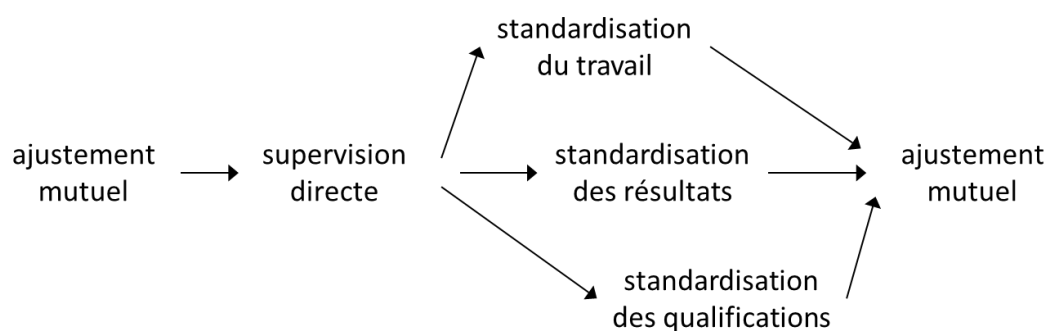 standardisation
du travail
ajustement
mutuel
supervision
directe
standardisation
des résultats
ajustement
mutuel
standardisation
des qualifications